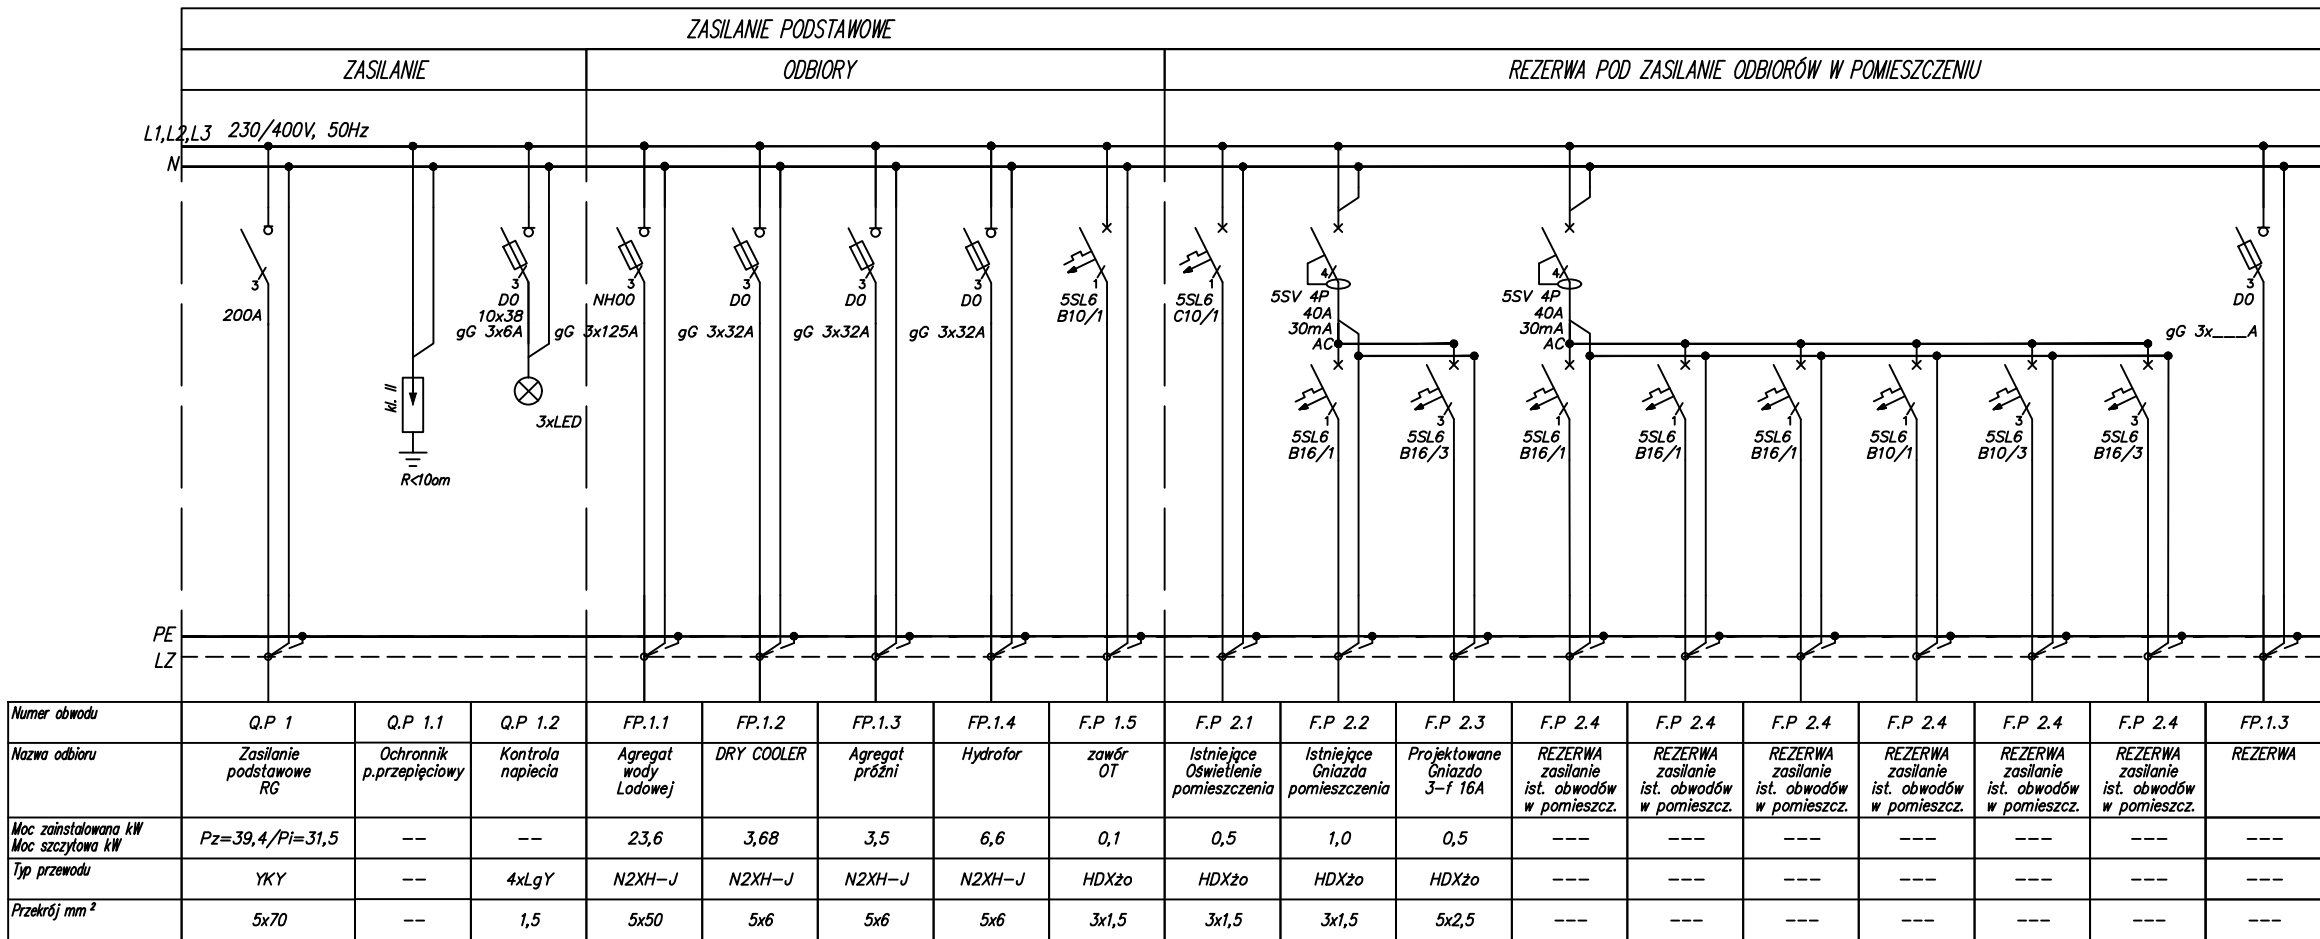 ZASILANIE PODSTAWOWE
ZASILANIE ODBIORY REZERWA POD ZASILANIE ODBIORÓW W POMIESZCZENIU
L1,L2,L3 230/400V, 50Hz
N
3
200A
kl. II
R<10om
3
D0
10x38
gG 3x6A
3xLED
3
NH00
gG 3x125A
3
D0
gG 3x32A
3
D0
gG 3x32A
3
D0
gG 3x32A
1
5SL6
B10/1
1
5SL6
C10/1
4
5SV 4P
40A
30mA
AC
1
5SL6
B16/1
3
5SL6
B16/3
4
5SV 4P
40A
30mA
AC
1
5SL6
B16/1
1
5SL6
B16/1
1
5SL6
B16/1
1
5SL6
B10/1
3
5SL6
B10/3
3
5SL6
B16/3
3
D0
gG 3x___A
PE
LZ
Numer obwodu Q.P 1 Q.P 1.1 Q.P 1.2 FP.1.1 FP.1.2 FP.1.3 FP.1.4 F.P 1.5 F.P 2.1 F.P 2.2 F.P 2.3 F.P 2.4 F.P 2.4 F.P 2.4 F.P 2.4 F.P 2.4 F.P 2.4 FP.1.3
Nazwa odbioru Zasilanie Ochronnik Kontrola Agregat DRY COOLER Agregat Hydrofor zawór Istniejące Istniejące Projektowane REZERWA REZERWA REZERWA REZERWA REZERWA REZERWA REZERWA
podstawowe p.przepięciowy napiecia wody próżni OT Oświetlenie Gniazda Gniazdo zasilanie zasilanie zasilanie zasilanie zasilanie zasilanie
RG Lodowej pomieszczenia pomieszczenia 3-f 16A ist. obwodów ist. obwodów ist. obwodów ist. obwodów ist. obwodów ist. obwodów
w pomieszcz. w pomieszcz. w pomieszcz. w pomieszcz. w pomieszcz. w pomieszcz.
Moc zainstalowana kW
Moc szczytowa kW Pz=39,4/Pi=31,5 -- -- 23,6 3,68 3,5 6,6 0,1 0,5 1,0 0,5 --- --- --- --- --- --- ---
Typ przewodu YKY -- 4xLgY N2XH-J N2XH-J N2XH-J N2XH-J HDXżo HDXżo HDXżo HDXżo --- --- --- --- --- --- ---
Przekrój mm² 5x70 -- 1,5 5x50 5x6 5x6 5x6 3x1,5 3x1,5 3x1,5 5x2,5 --- --- --- --- --- --- ---